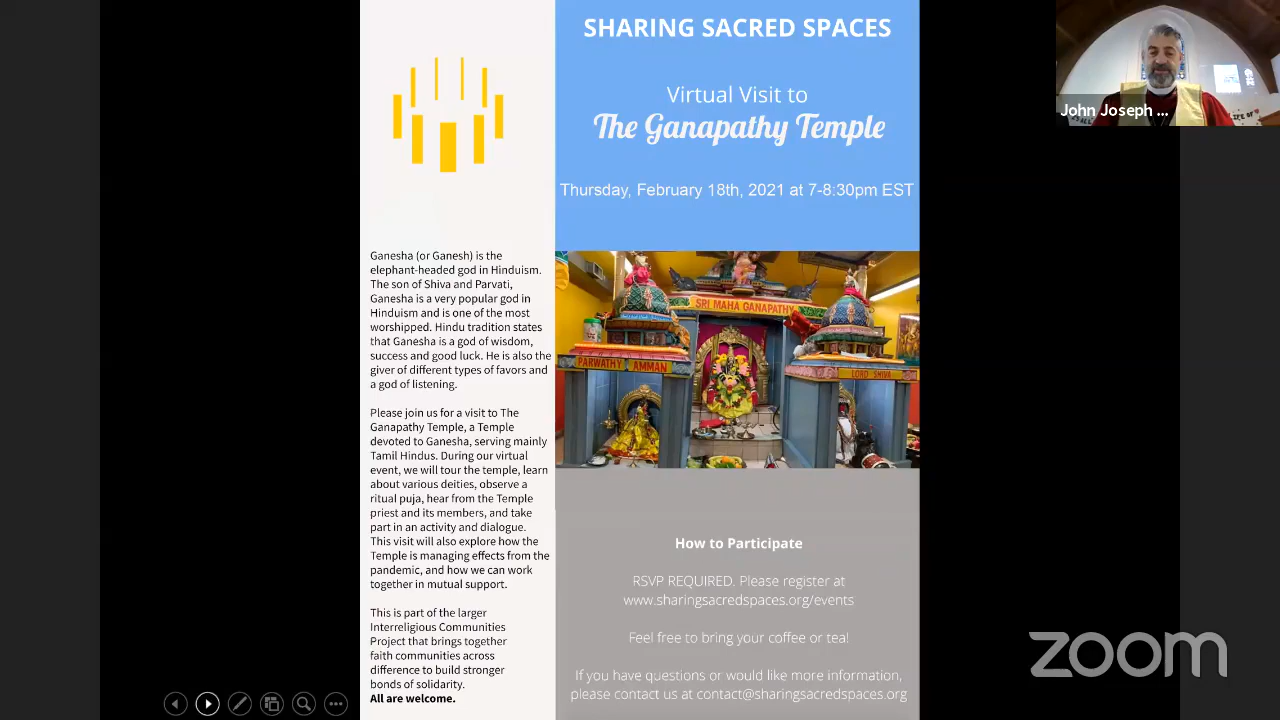 SHARING SACRED SPACES
Virtual Visit to
The Ganapathy Temple
Thursday, February 18th, 2021 at 7-8:30pm EST
John Joseph ...
Ganesha (or Ganesh) is the
elephant-headed god in Hinduism.
The son of Shiva and Parvati,
Ganesha is a very popular god in
Hinduism and is one of the most
worshipped. Hindu tradition states
that Ganesha is a god of wisdom,
success and good luck. He is also the
giver of different types of favors and
a god of listening.
Please join us for a visit to The
Ganapathy Temple, a Temple
devoted to Ganesha, serving mainly
Tamil Hindus. During our virtual
event, we will tour the temple, learn
about various deities, observe a
ritual puja, hear from the Temple
priest and its members, and take
part in an activity and dialogue.
This visit will also explore how the
Temple is managing effects from the
pandemic, and how we can work
together in mutual support.
This is part of the larger
Interreligious Communities
Project that brings together
faith communities across
difference to build stronger
bonds of solidarity.
All are welcome.
SRI MAHA GANAPATHY
PARWATHY AMMAN
LORD SHIVA
How to Participate
RSVP REQUIRED. Please register at
www.sharingsacredspaces.org/events
Feel free to bring your coffee or tea!
If you have questions or would like more information,
please contact us at contact@sharingsacredspaces.org
zoom